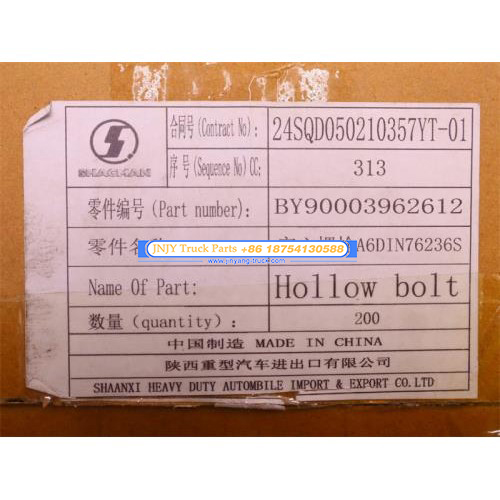 SHACMAN
合同号(Contract No): 24SQD050210357YT-01
序号(Sequence No)CC: 313
零件编号(Part number): BY90003962612
零件名 A6DIN76236S
JNJY Truck Parts +86 18754130588
www.jnhyang-truck.com
Name Of Part: Hollow bolt
数量(quantity): 200
中国制造 MADE IN CHINA
陕西重型汽车进出口有限公司
SHAANXI HEAVY DUTY AUTOMBILE IMPORT & EXPORT CO.LTD